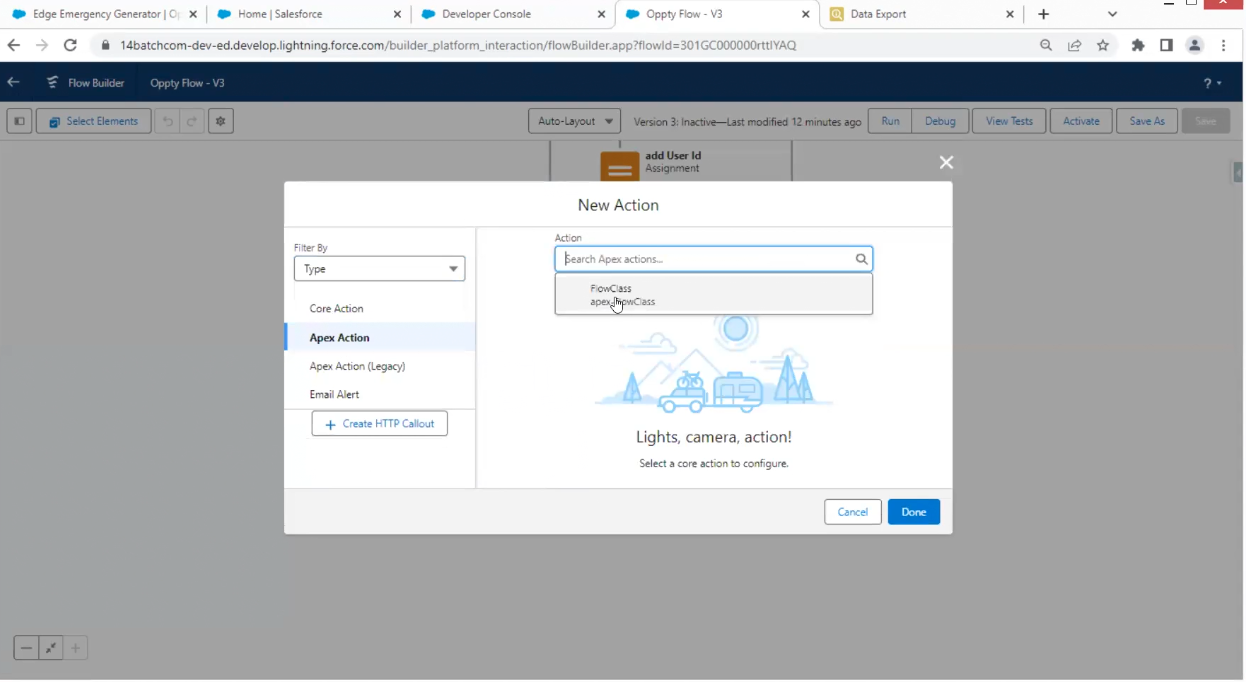 Edge Emergency Generator | Op
Home | Salesforce
Developer Console
Oppty Flow - V3
Data Export
14batchcom-dev-ed.develop.lightning.force.com/builder_platform_interaction/flowBuilder.app?flowId=301GC000000rttIYAQ
Flow Builder
Oppty Flow - V3
?
Select Elements
Auto-Layout
Version 3: Inactive—Last modified 12 minutes ago
Run
Debug
View Tests
Activate
Save As
Save
add User Id
Assignment
New Action
Filter By
Type
Core Action
Apex Action
Apex Action (Legacy)
Email Alert
+ Create HTTP Callout
Action
Search Apex actions...
FlowClass
Lights, camera, action!
Select a core action to configure.
Cancel
Done